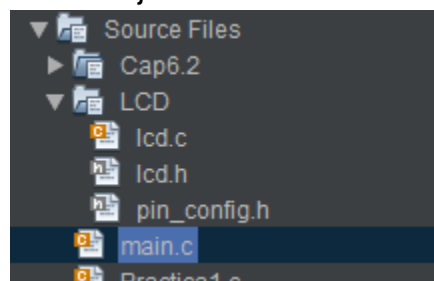 Source Files
Cap6.2
LCD
lcd.c
lcd.h
pin_config.h
main.c